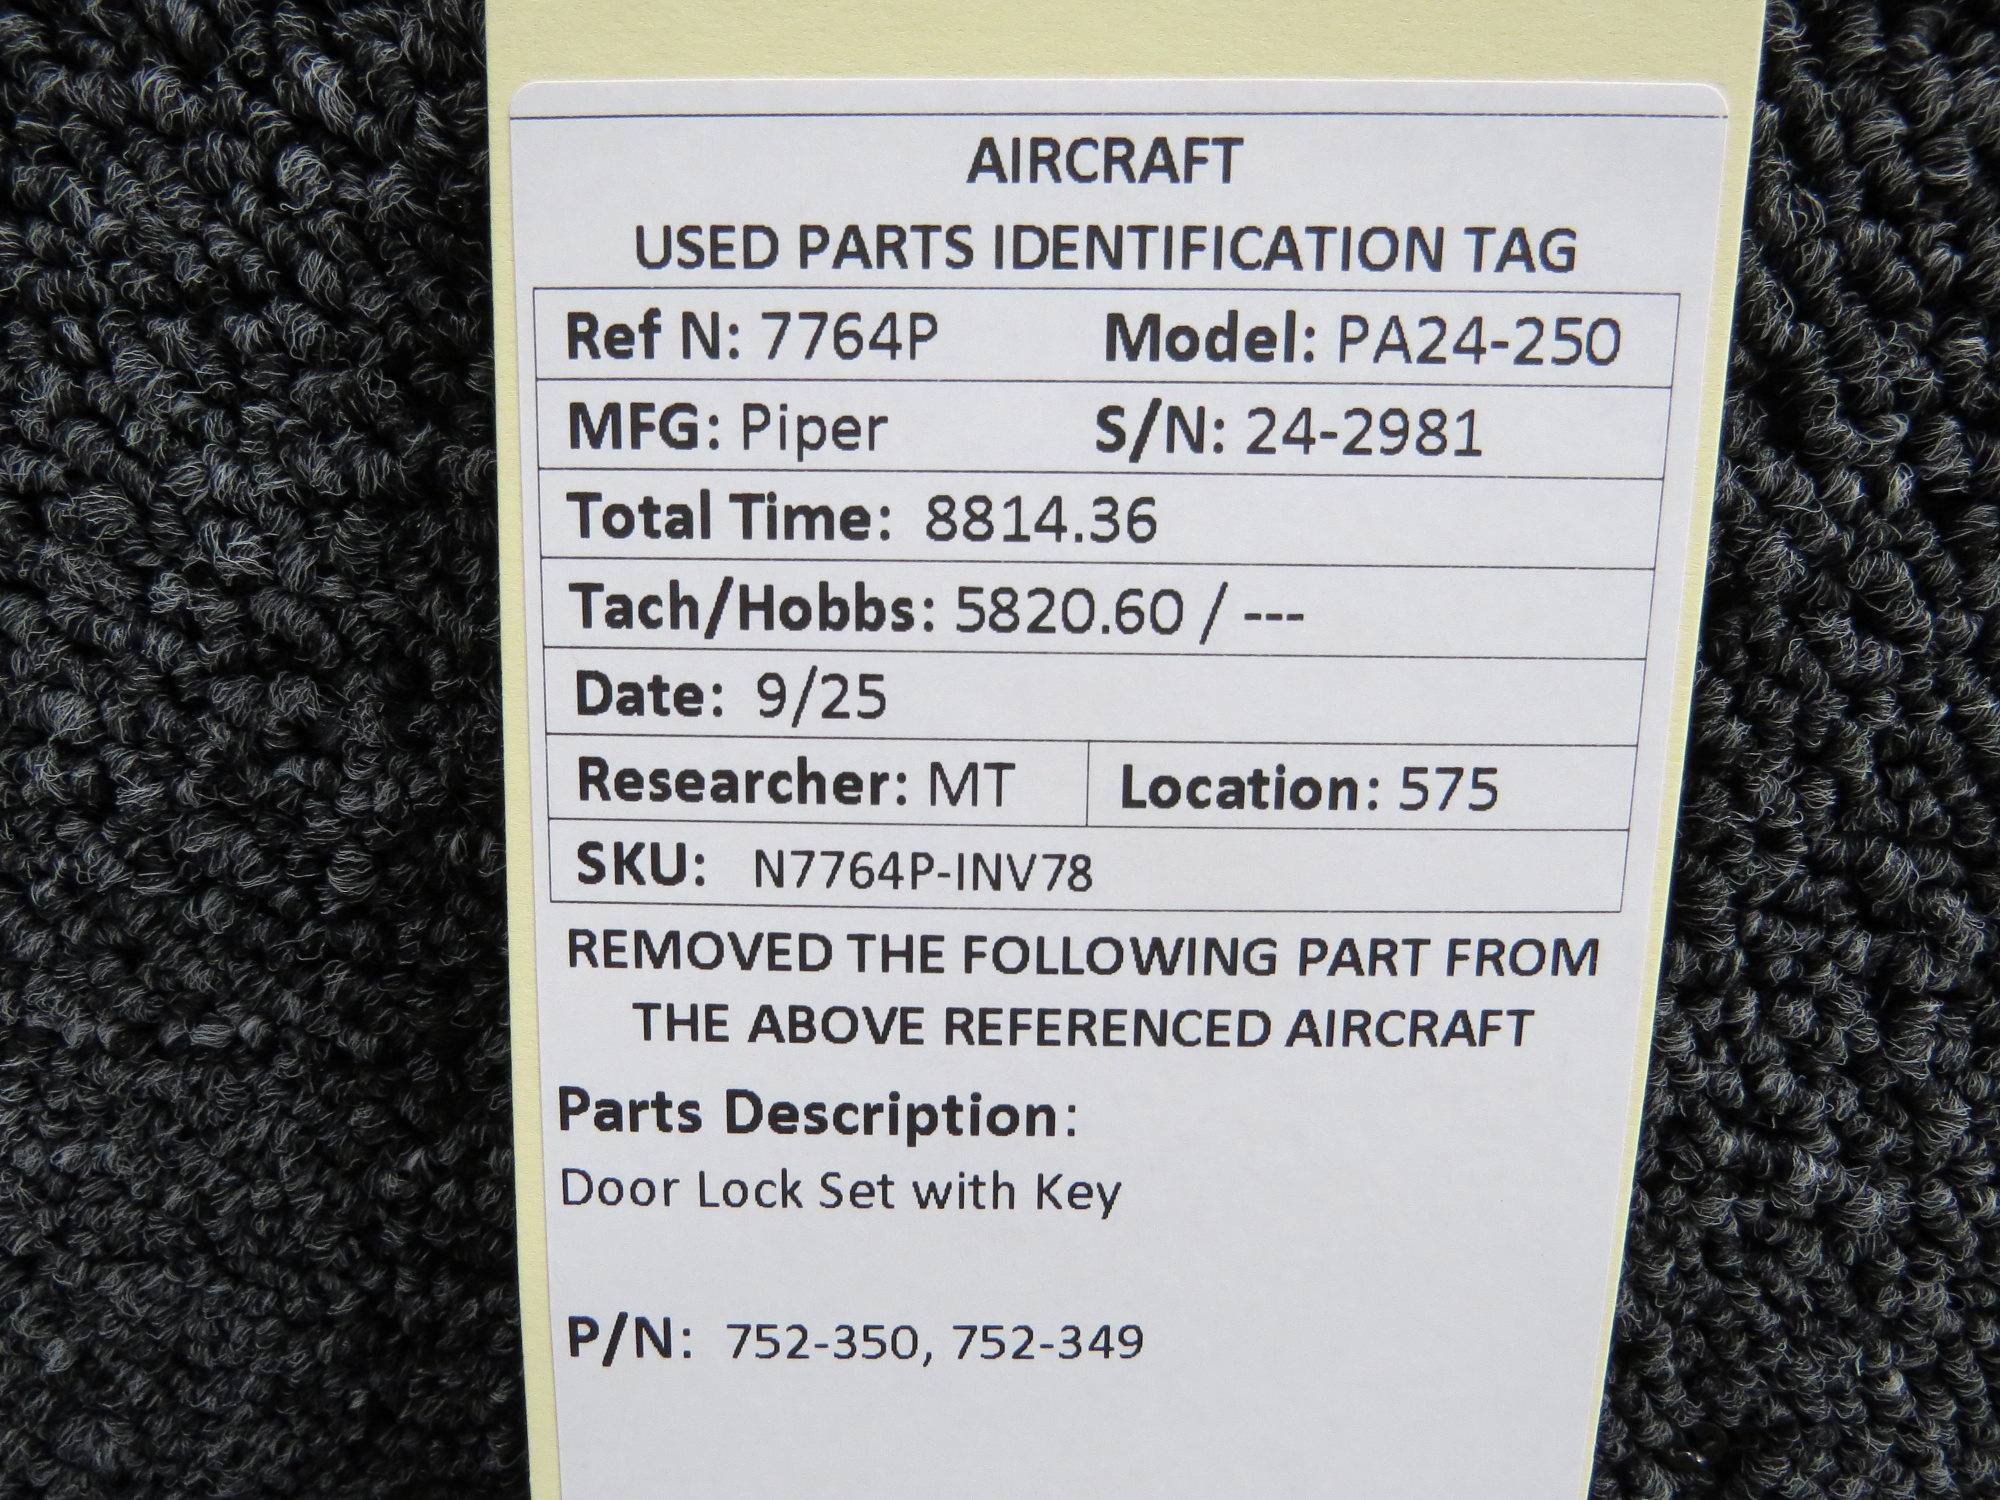 AIRCRAFT
USED PARTS IDENTIFICATION TAG
Ref N: 7764P Model: PA24-250
MFG: Piper S/N: 24-2981
Total Time: 8814.36
Tach/Hobbs: 5820.60 / ---
Date: 9/25
Researcher: MT Location: 575
SKU: N7764P-INV78
REMOVED THE FOLLOWING PART FROM
THE ABOVE REFERENCED AIRCRAFT
Parts Description:
Door Lock Set with Key
P/N: 752-350, 752-349